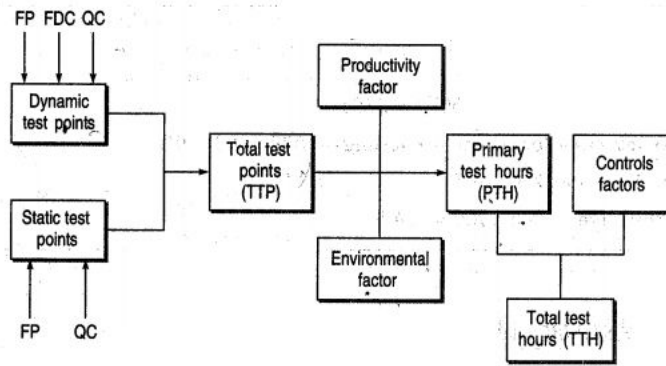 FP FDC QC
Dynamic
test points
Static test
points
FP QC
Total test
points
(TTP)
Productivity
factor
Environmental
factor
Primary
test hours
(PTH)
Controls
factors
Total test
hours (TTH)